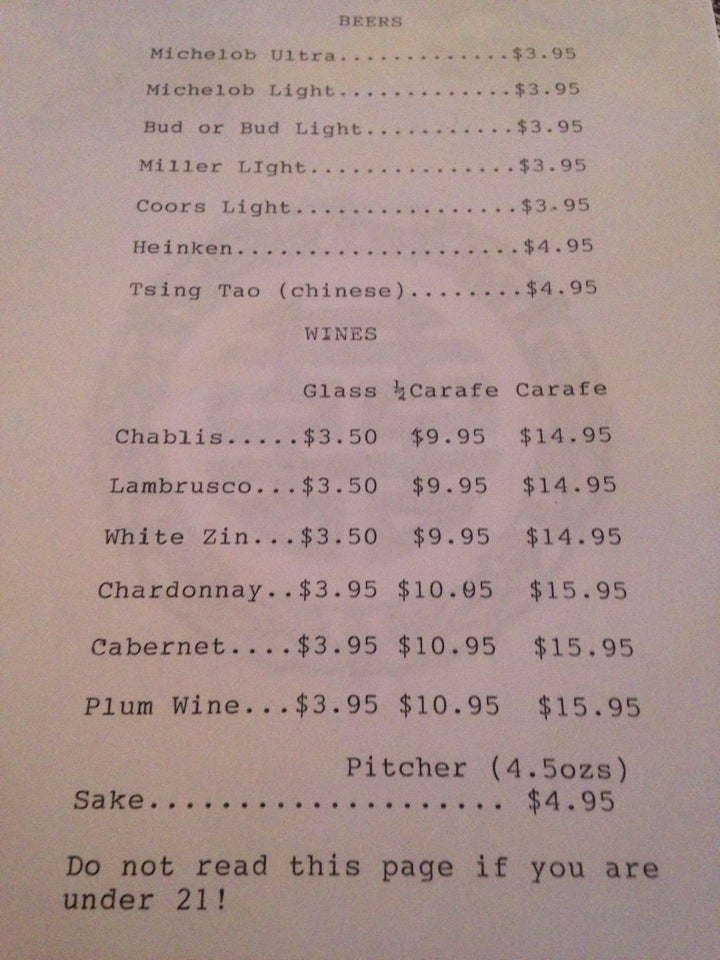 BEERS
Michelob Ultra.............$3.95
Michelob Light.............$3.95
Bud or Bud Light...........$3.95
Miller LIght...............$3.95
Coors Light................$3.95
Heinken....................$4.95
Tsing Tao (chinese)........$4.95
WINES
Glass ½Carafe Carafe
Chablis.....$3.50 $9.95 $14.95
Lambrusco...$3.50 $9.95 $14.95
White Zin...$3.50 $9.95 $14.95
Chardonnay..$3.95 $10.05 $15.95
Cabernet....$3.95 $10.95 $15.95
Plum Wine...$3.95 $10.95 $15.95
Pitcher (4.5ozs)
Sake..................... $4.95
Do not read this page if you are
under 21!